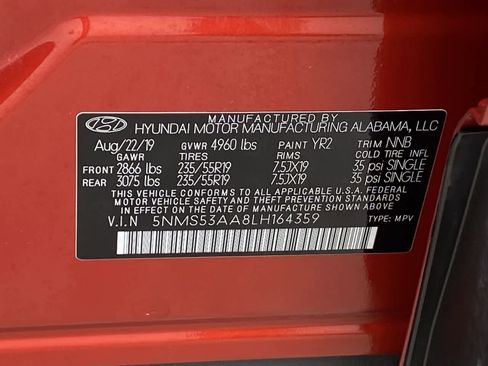 MANUFACTURED BY
HYUNDAI MOTOR MANUFACTURING ALABAMA, LLC
Aug/22/19 GVWR 4960 lbs PAINT YR2 TRIM NNB
GAWR TIRES RIMS COLD TIRE INFL
FRONT 2866 lbs 235/55R19 7.5JX19 35 psi SINGLE
REAR 3075 lbs 235/55R19 7.5JX19 35 psi SINGLE
THIS VEHICLE CONFORMS TO ALL APPLICABLE U.S. FEDERAL
MOTOR VEHICLE SAFETY, BUMPER, AND THEFT PREVENTION
STANDARDS IN EFFECT ON THE DATE OF MANUFACTURE SHOWN ABOVE.
V.I.N 5NMS53AA8LH164359 TYPE: MPV